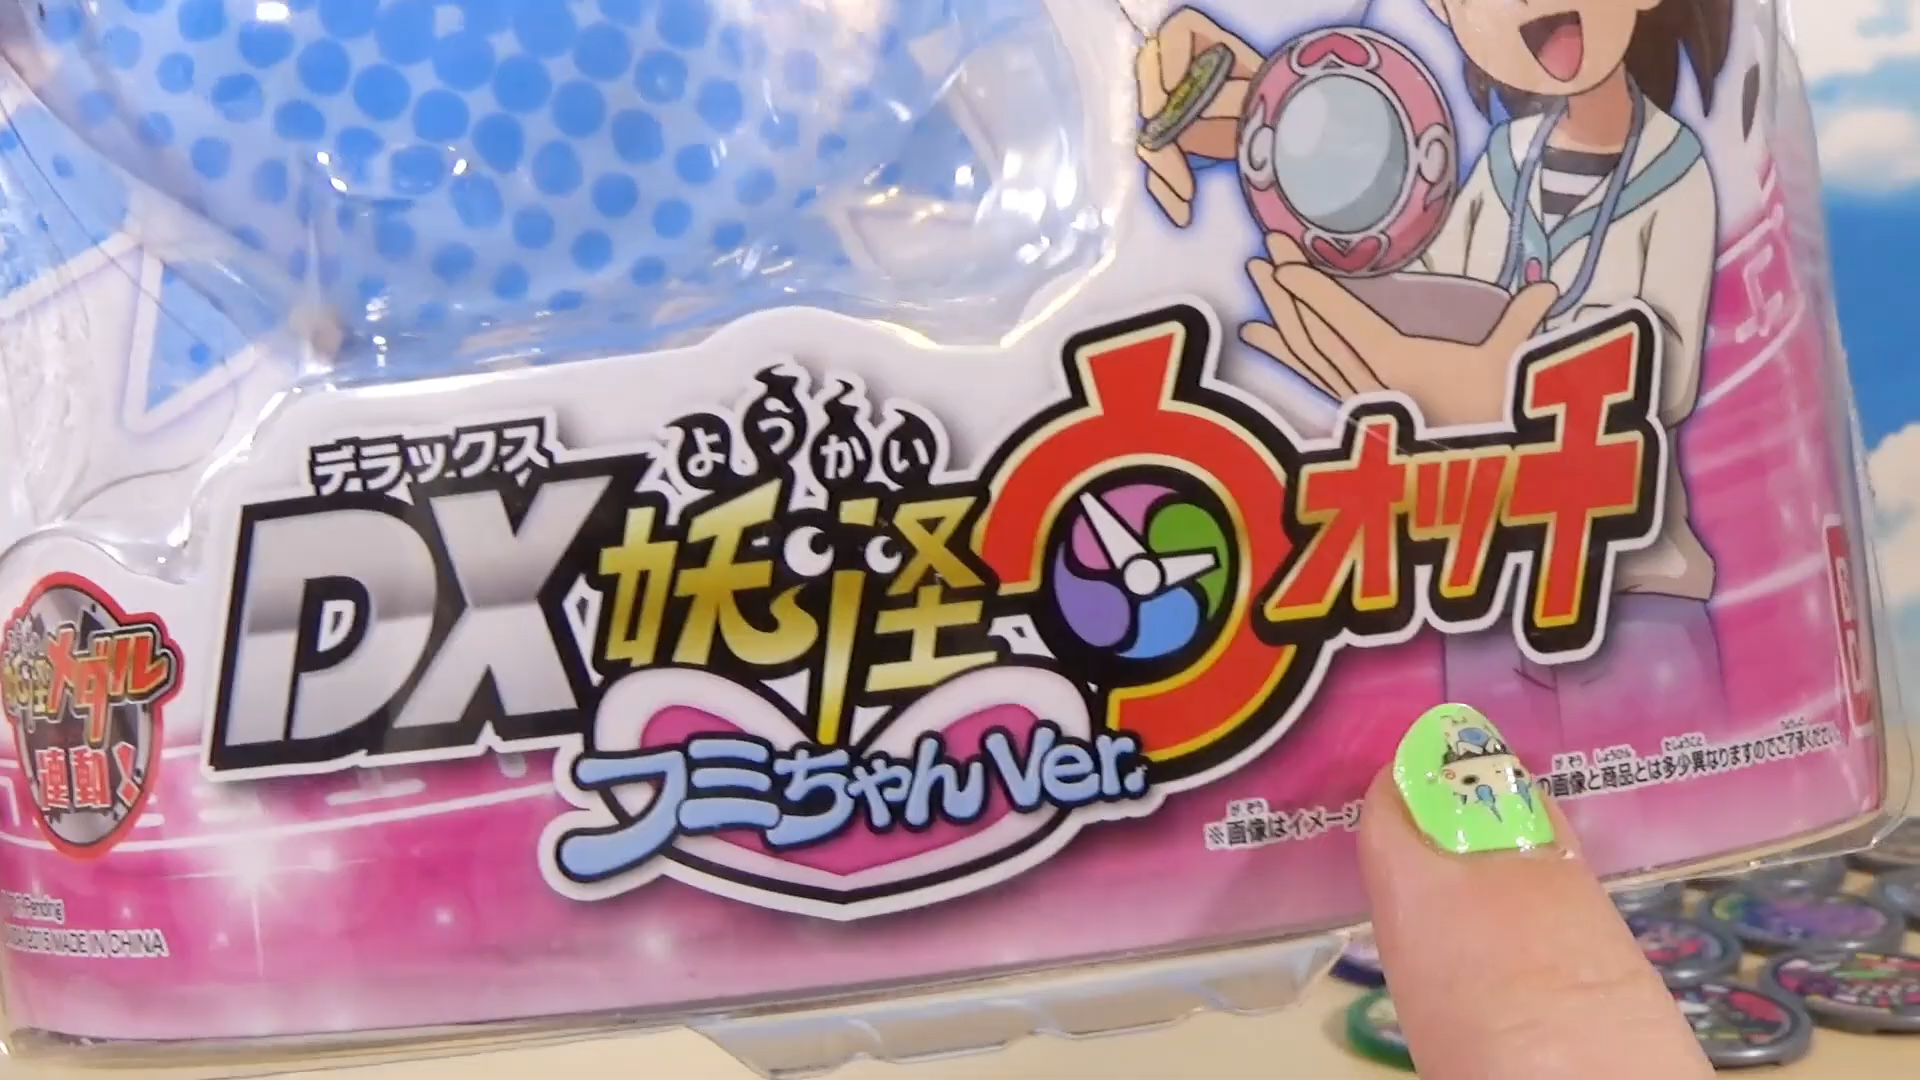 デラックス
ようかい
DX妖怪ウォッチ
フミちゃんVer.
妖怪メダル
連動!
※画像はイメージ
の画像と商品とは多少異なりますのでご了承ください。
Pending
2015 MADE IN CHINA